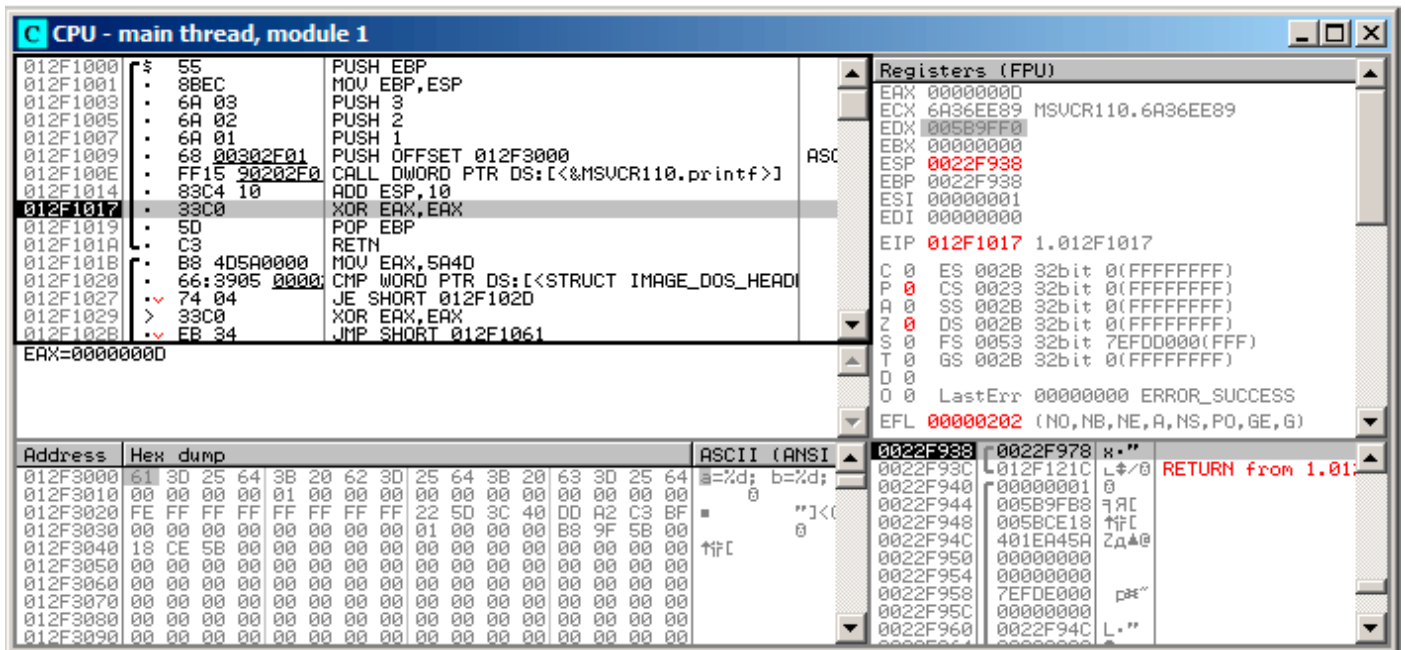 C CPU - main thread, module 1
012F1000 $ 55 PUSH EBP
012F1001 . 8BEC MOV EBP,ESP
012F1003 . 6A 03 PUSH 3
012F1005 . 6A 02 PUSH 2
012F1007 . 6A 01 PUSH 1
012F1009 . 68 00302F01 PUSH OFFSET 012F3000 ASC
012F100E . FF15 90202F0 CALL DWORD PTR DS:[<&MSVCR110.printf>]
012F1014 . 83C4 10 ADD ESP,10
012F1017 . 33C0 XOR EAX,EAX
012F1019 . 5D POP EBP
012F101A . C3 RETN
012F101B . B8 4D5A0000 MOV EAX,5A4D
012F1020 . 66:3905 0000 CMP WORD PTR DS:[<STRUCT IMAGE_DOS_HEAD
012F1027 . 74 04 JE SHORT 012F102D
012F1029 > 33C0 XOR EAX,EAX
012F102B . EB 34 JMP SHORT 012F1061
EAX=0000000D
Registers (FPU)
EAX 0000000D
ECX 6A36EE89 MSVCR110.6A36EE89
EDX 005B9FF0
EBX 00000000
ESP 0022F938
EBP 0022F938
ESI 00000001
EDI 00000000
EIP 012F1017 1.012F1017
C 0 ES 002B 32bit 0(FFFFFFFF)
P 0 CS 0023 32bit 0(FFFFFFFF)
A 0 SS 002B 32bit 0(FFFFFFFF)
Z 0 DS 002B 32bit 0(FFFFFFFF)
S 0 FS 0053 32bit 7EFDD000(FFF)
T 0 GS 002B 32bit 0(FFFFFFFF)
D 0
O 0 LastErr 00000000 ERROR_SUCCESS
EFL 00000202 (NO,NB,NE,A,NS,PO,GE,G)
Address Hex dump ASCII (ANSI
012F3000 61 3D 25 64 3B 20 62 3D 25 64 3B 20 63 3D 25 64 a=%d; b=%d;
012F3010 00 00 00 00 01 00 00 00 00 00 00 00 00 00 00 00
012F3020 FE FF FF FF FF FF FF FF 22 5D 3C 40 DD A2 C3 BF "]<
012F3030 00 00 00 00 00 00 00 00 01 00 00 00 B8 9F 5B 00
012F3040 18 CE 5B 00 00 00 00 00 00 00 00 00 00 00 00 00
012F3050 00 00 00 00 00 00 00 00 00 00 00 00 00 00 00 00
012F3060 00 00 00 00 00 00 00 00 00 00 00 00 00 00 00 00
012F3070 00 00 00 00 00 00 00 00 00 00 00 00 00 00 00 00
012F3080 00 00 00 00 00 00 00 00 00 00 00 00 00 00 00 00
012F3090 00 00 00 00 00 00 00 00 00 00 00 00 00 00 00 00
0022F938 0022F978 x•"
0022F93C 012F121C RETURN from 1.01
0022F940 00000001
0022F944 005B9FB8 ╕Я[
0022F948 005BCE18 ↑╬[
0022F94C 401EA45A Zд▲@
0022F950 00000000
0022F954 00000000
0022F958 7EFDE000
0022F95C 00000000
0022F960 0022F94C L•"